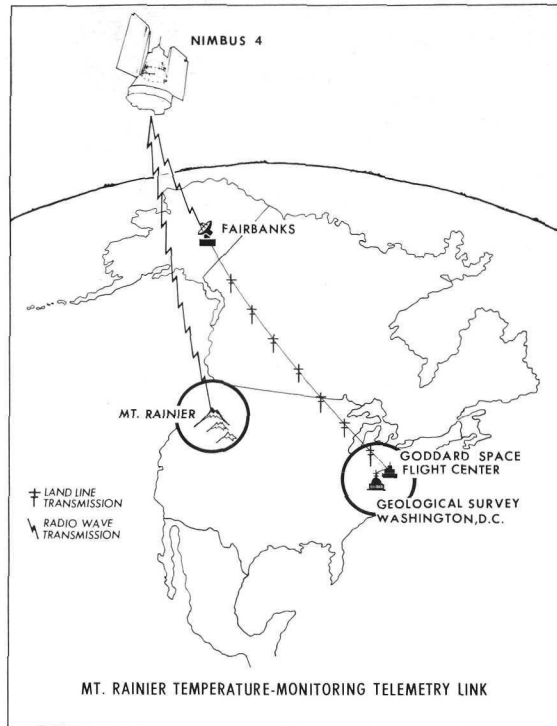 NIMBUS 4
FAIRBANKS
MT. RAINIER
GODDARD SPACE
FLIGHT CENTER
GEOLOGICAL SURVEY
WASHINGTON, D.C.
LAND LINE
TRANSMISSION
RADIO WAVE
TRANSMISSION
MT. RAINIER TEMPERATURE-MONITORING TELEMETRY LINK